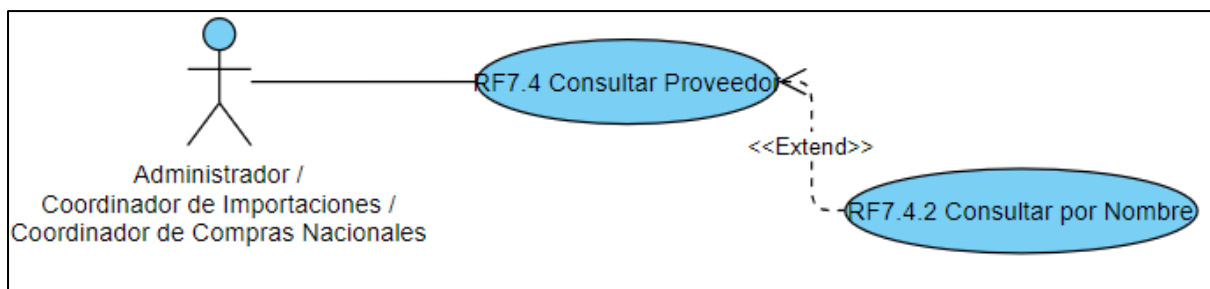 RF7.4 Consultar Proveedor
<<Extend>>
Administrador /
Coordinador de Importaciones /
Coordinador de Compras Nacionales
RF7.4.2 Consultar por Nombre